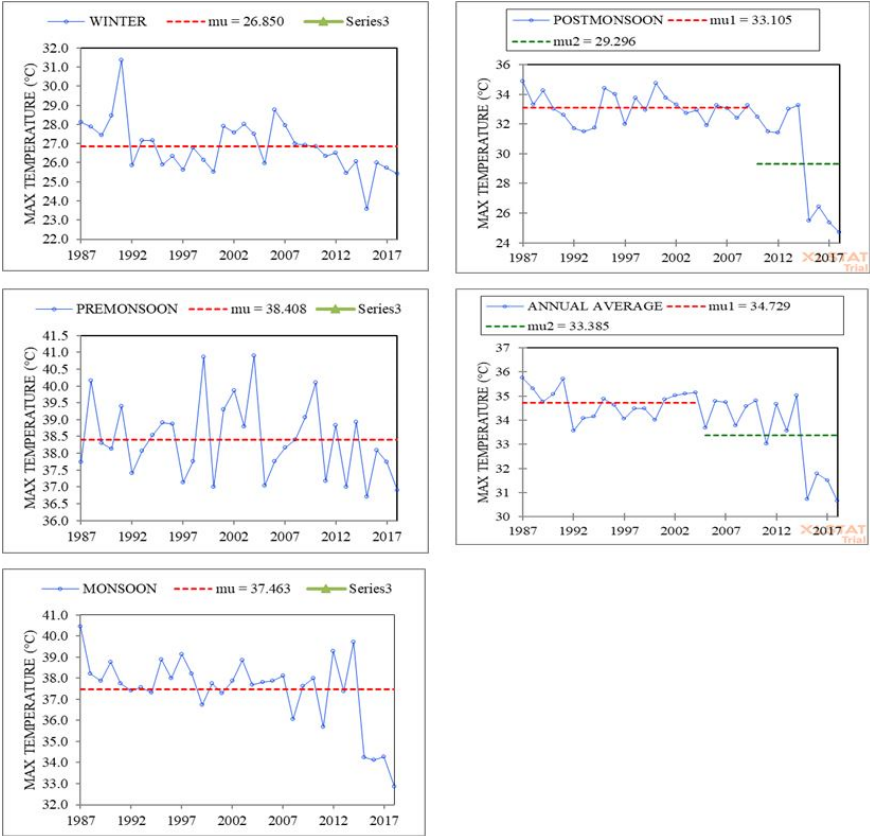 WINTER mu = 26.850 Series3
MAX TEMPERATURE (°C)
32.0
31.0
30.0
29.0
28.0
27.0
26.0
25.0
24.0
23.0
22.0
1987 1992 1997 2002 2007 2012 2017
POSTMONSOON mu1 = 33.105
mu2 = 29.296
MAX TEMPERATURE (°C)
36
34
32
30
28
26
24
1987 1992 1997 2002 2007 2012 2017
XLSTAT
Trial
PREMONSOON mu = 38.408 Series3
MAX TEMPERATURE (°C)
41.5
41.0
40.5
40.0
39.5
39.0
38.5
38.0
37.5
37.0
36.5
36.0
1987 1992 1997 2002 2007 2012 2017
ANNUAL AVERAGE mu1 = 34.729
mu2 = 33.385
MAX TEMPERATURE (°C)
37
36
35
34
33
32
31
30
1987 1992 1997 2002 2007 2012 2017
XLSTAT
Trial
MONSOON mu = 37.463 Series3
MAX TEMPERATURE (°C)
41.0
40.0
39.0
38.0
37.0
36.0
35.0
34.0
33.0
32.0
1987 1992 1997 2002 2007 2012 2017